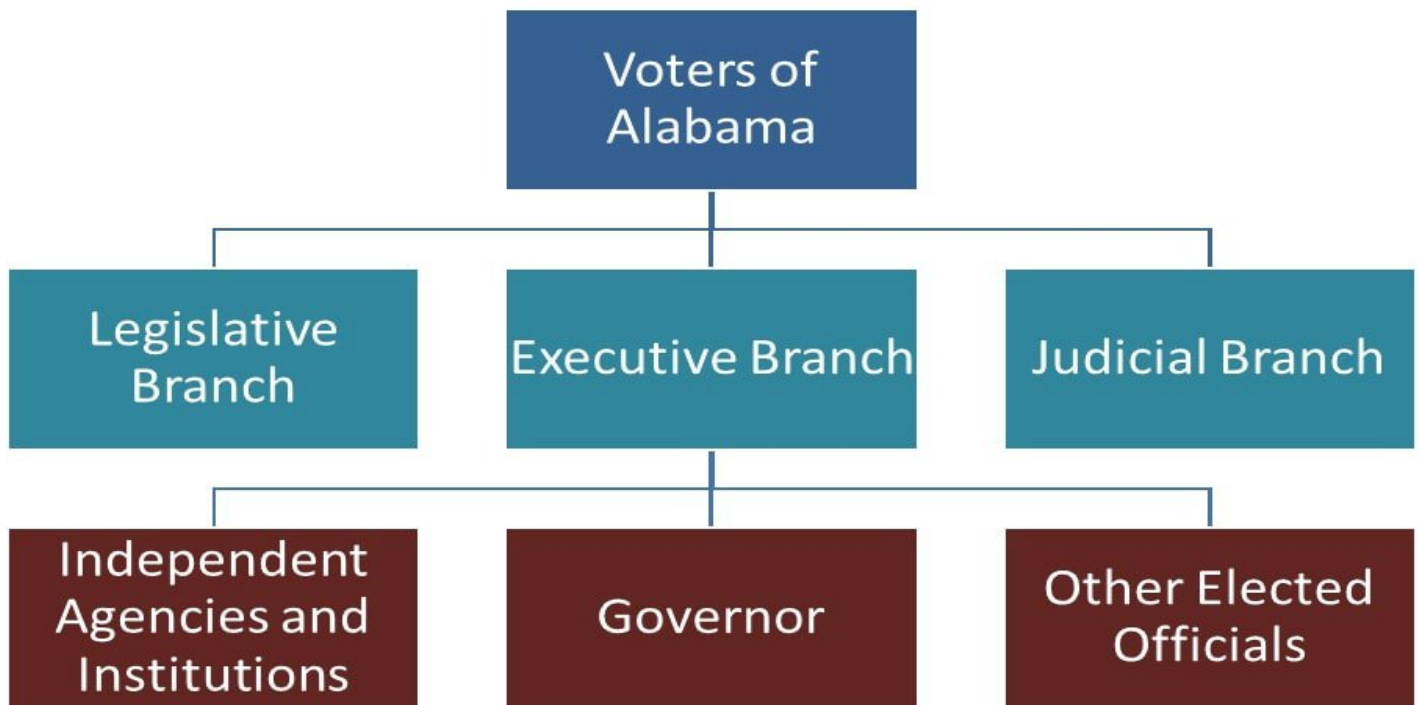 Voters of
Alabama
Legislative
Branch
Executive Branch
Judicial Branch
Independent
Agencies and
Institutions
Governor
Other Elected
Officials